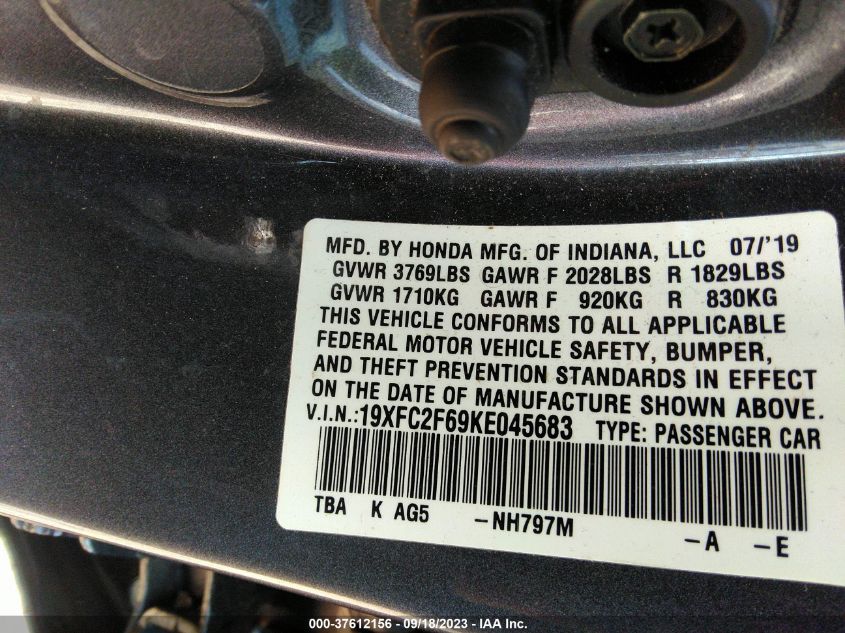 MFD. BY HONDA MFG. OF INDIANA, LLC 07/'19
GVWR 3769LBS GAWR F 2028LBS R 1829LBS
GVWR 1710KG GAWR F 920KG R 830KG
THIS VEHICLE CONFORMS TO ALL APPLICABLE
FEDERAL MOTOR VEHICLE SAFETY, BUMPER,
AND THEFT PREVENTION STANDARDS IN EFFECT
ON THE DATE OF MANUFACTURE SHOWN ABOVE.
V.I.N.:19XFC2F69KE045683 TYPE: PASSENGER CAR
TBA K AG5 -NH797M -A -E
000-37612156 - 09/18/2023 - IAA Inc.